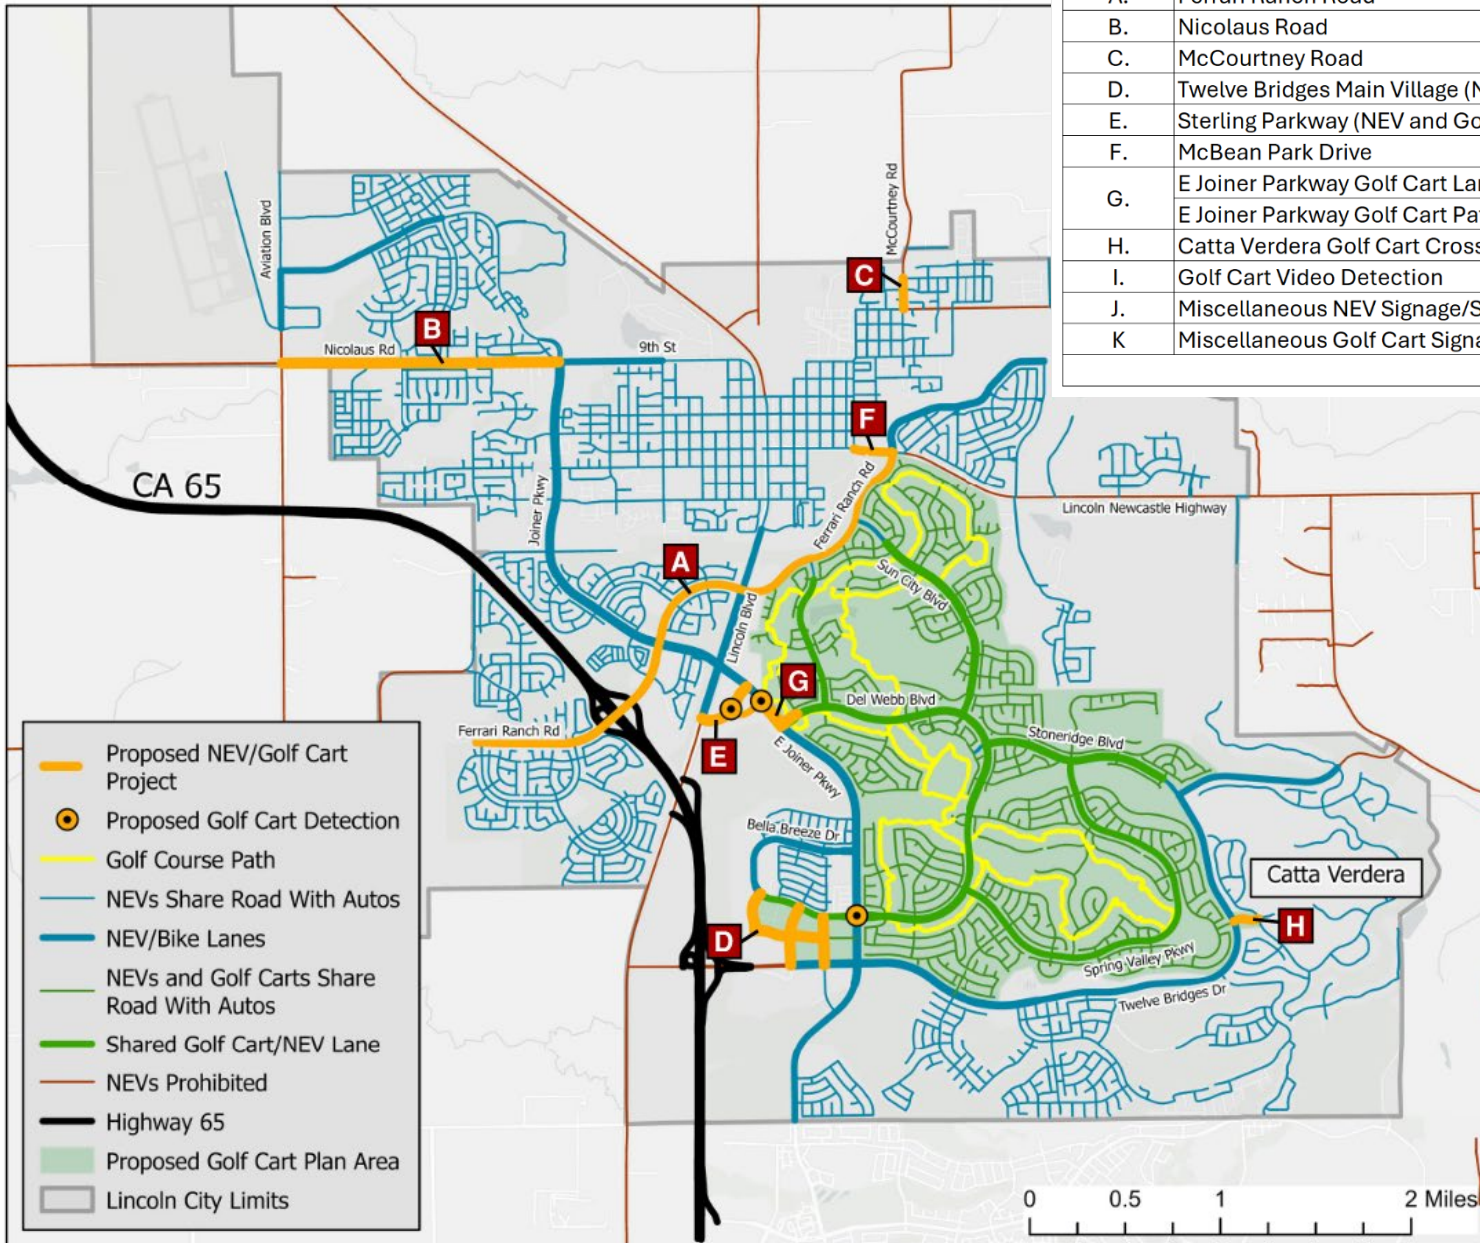 A. Ferrari Ranch Road
B. Nicolaus Road
C. McCourtney Road
D. Twelve Bridges Main Village (N
E. Sterling Parkway (NEV and Go
F. McBean Park Drive
G. E Joiner Parkway Golf Cart La
E Joiner Parkway Golf Cart Pa
H. Catta Verdera Golf Cart Cross
I. Golf Cart Video Detection
J. Miscellaneous NEV Signage/S
K Miscellaneous Golf Cart Signa
McCourtney Rd
Aviation Blvd
C
B
Nicolaus Rd
9th St
F
CA 65
Joiner Pkwy
Ferrari Ranch Rd
Lincoln Newcastle Highway
A
Sun City Blvd
Lincoln Blvd
G
Del Webb Blvd
Ferrari Ranch Rd
E
E Joiner Pkwy
Stoneridge Blvd
Bella Breeze Dr
Catta Verdera
D
H
Spring Valley Pkwy
Twelve Bridges Dr
Proposed NEV/Golf Cart
Project
Proposed Golf Cart Detection
Golf Course Path
NEVs Share Road With Autos
NEV/Bike Lanes
NEVs and Golf Carts Share
Road With Autos
Shared Golf Cart/NEV Lane
NEVs Prohibited
Highway 65
Proposed Golf Cart Plan Area
Lincoln City Limits
0 0.5 1 2 Miles